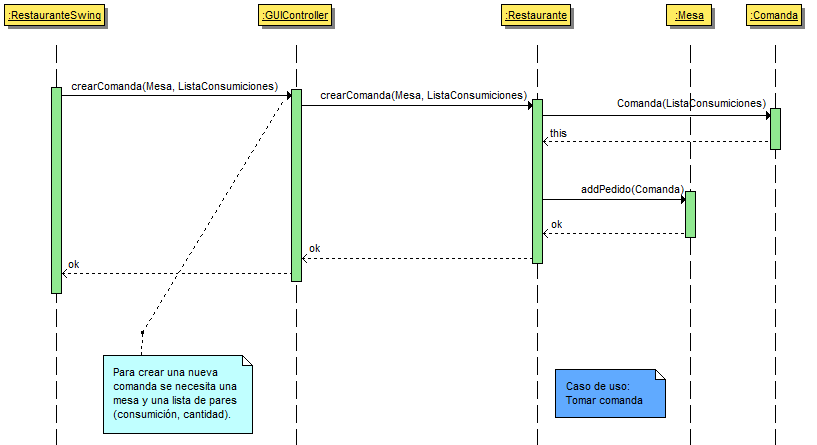 :RestauranteSwing
:GUIController
:Restaurante
:Mesa
:Comanda
crearComanda(Mesa, ListaConsumiciones)
crearComanda(Mesa, ListaConsumiciones)
Comanda(ListaConsumiciones)
this
addPedido(Comanda)
ok
ok
ok
Para crear una nueva
comanda se necesita una
mesa y una lista de pares
(consumición, cantidad).
Caso de uso:
Tomar comanda